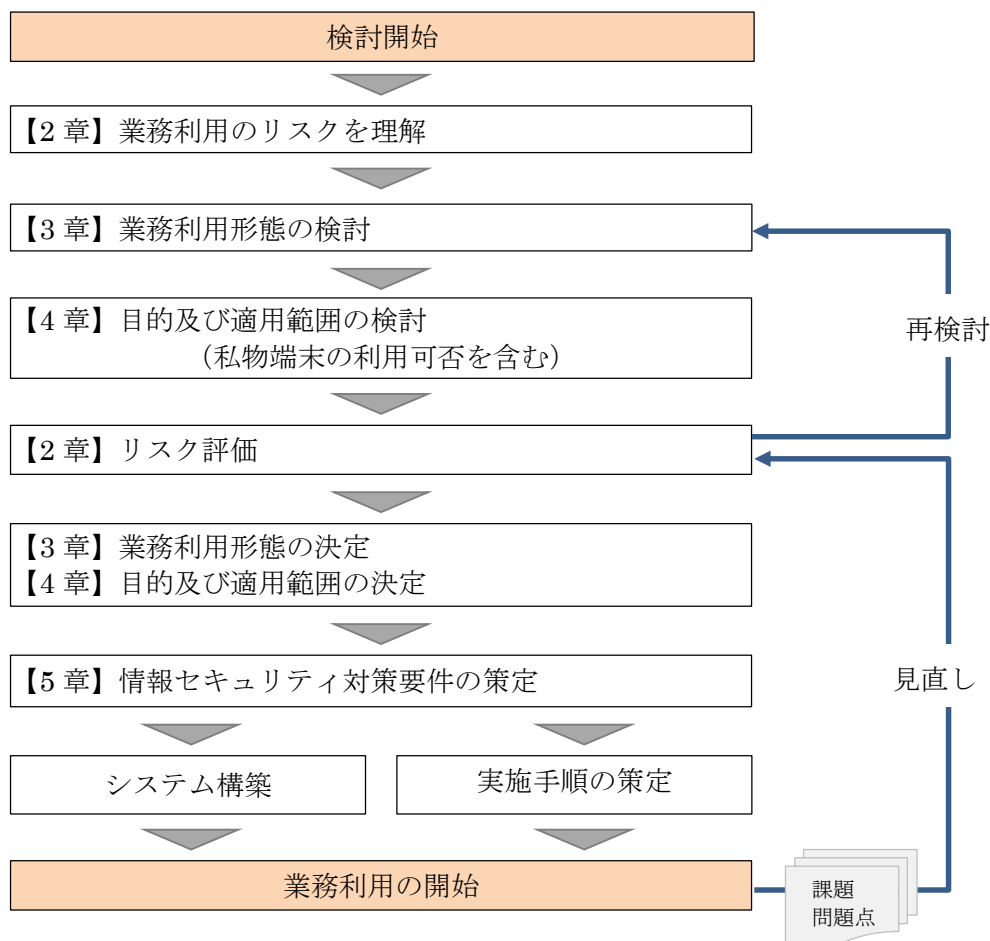 検討開始
【2 章】業務利用のリスクを理解
【3 章】業務利用形態の検討
【4 章】目的及び適用範囲の検討
（私物端末の利用可否を含む）
再検討
【2 章】リスク評価
【3 章】業務利用形態の決定
【4 章】目的及び適用範囲の決定
【5 章】情報セキュリティ対策要件の策定
見直し
システム構築
実施手順の策定
業務利用の開始
課題
問題点